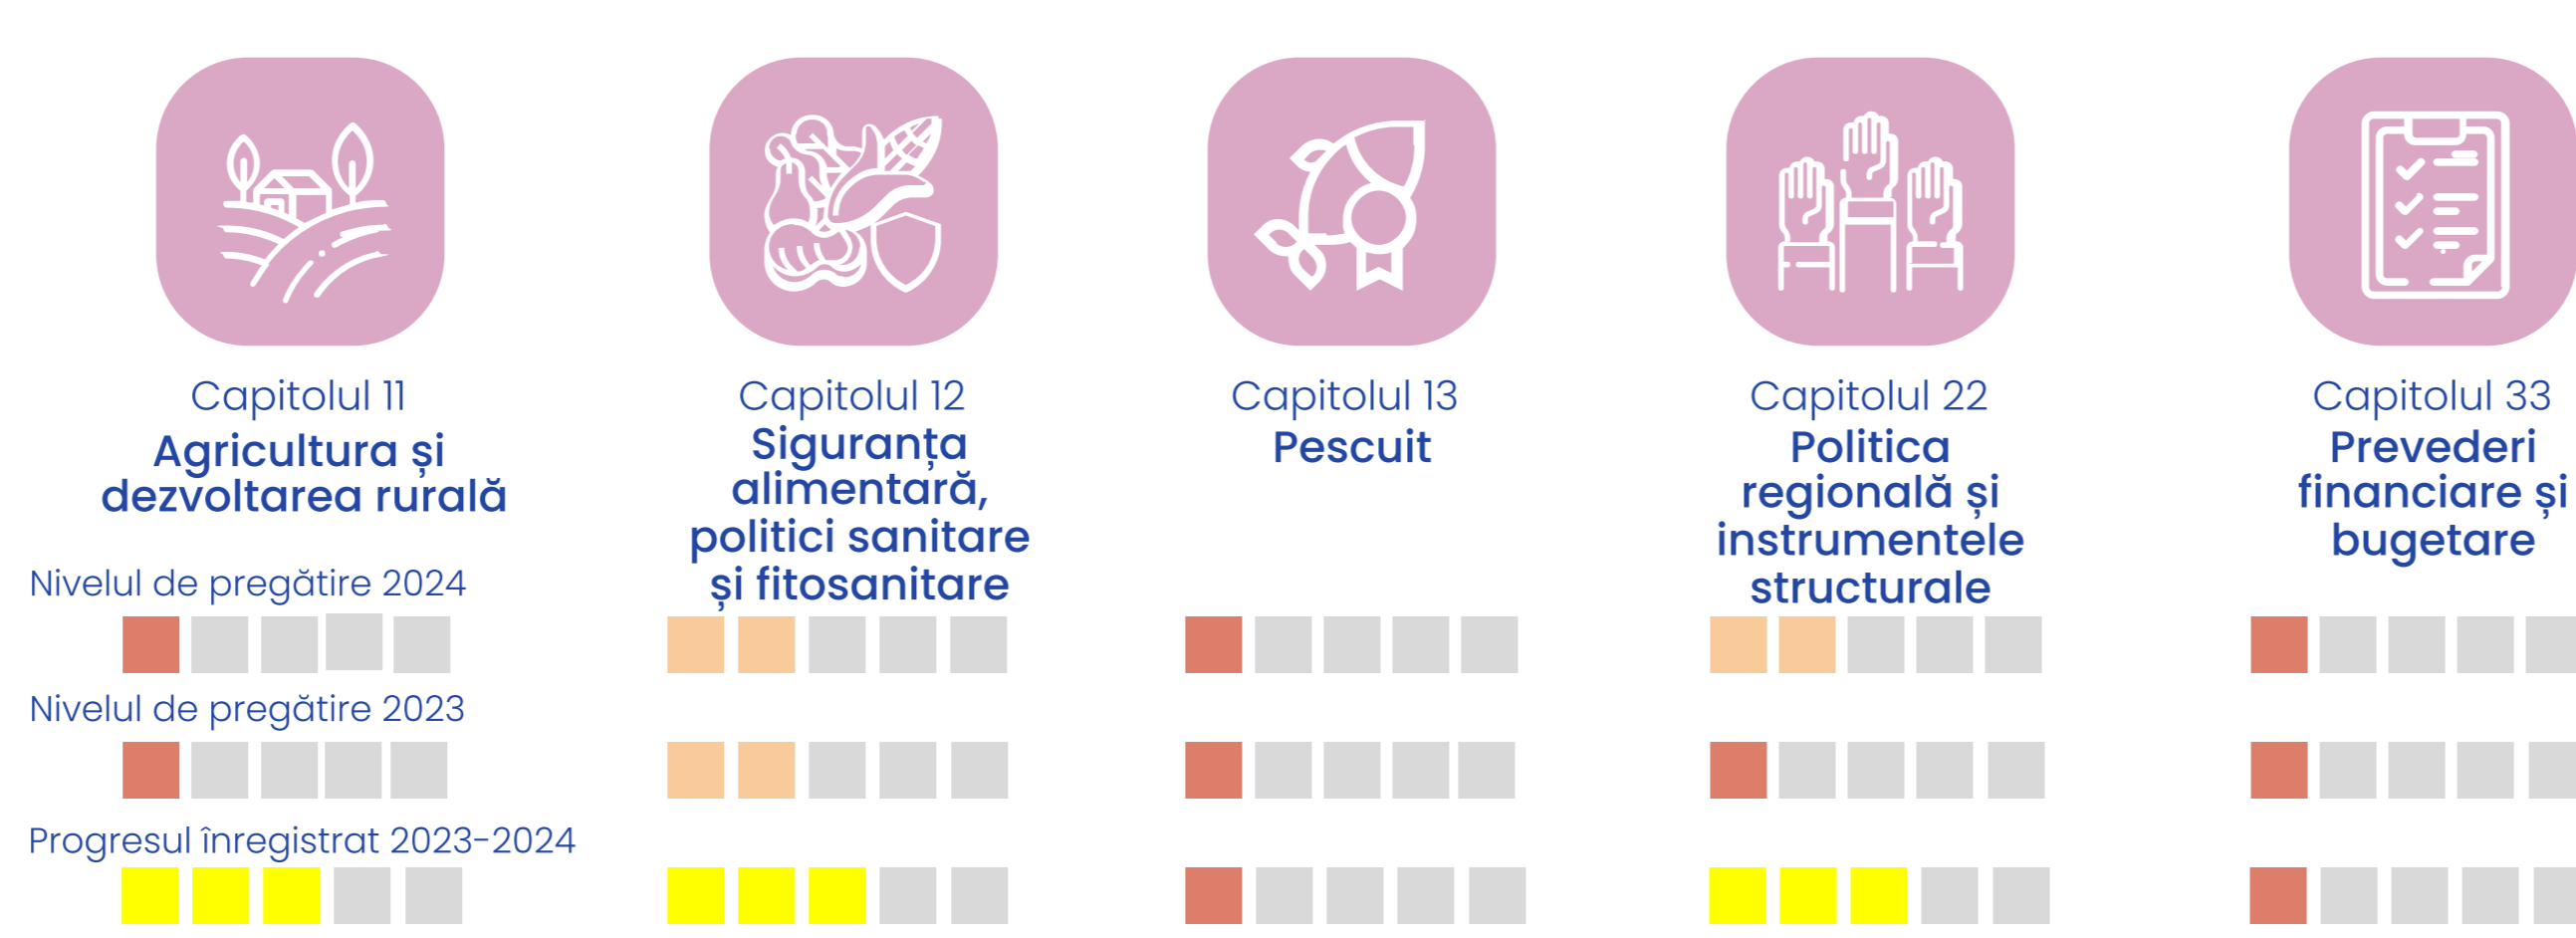 Capitolul 11
Agricultura și
dezvoltarea rurală
Capitolul 12
Siguranța
alimentară,
politici sanitare
și fitosanitare
Capitolul 13
Pescuit
Capitolul 22
Politica
regională și
instrumentele
structurale
Capitolul 33
Prevederi
financiare și
bugetare
Nivelul de pregătire 2024
Nivelul de pregătire 2023
Progresul înregistrat 2023-2024